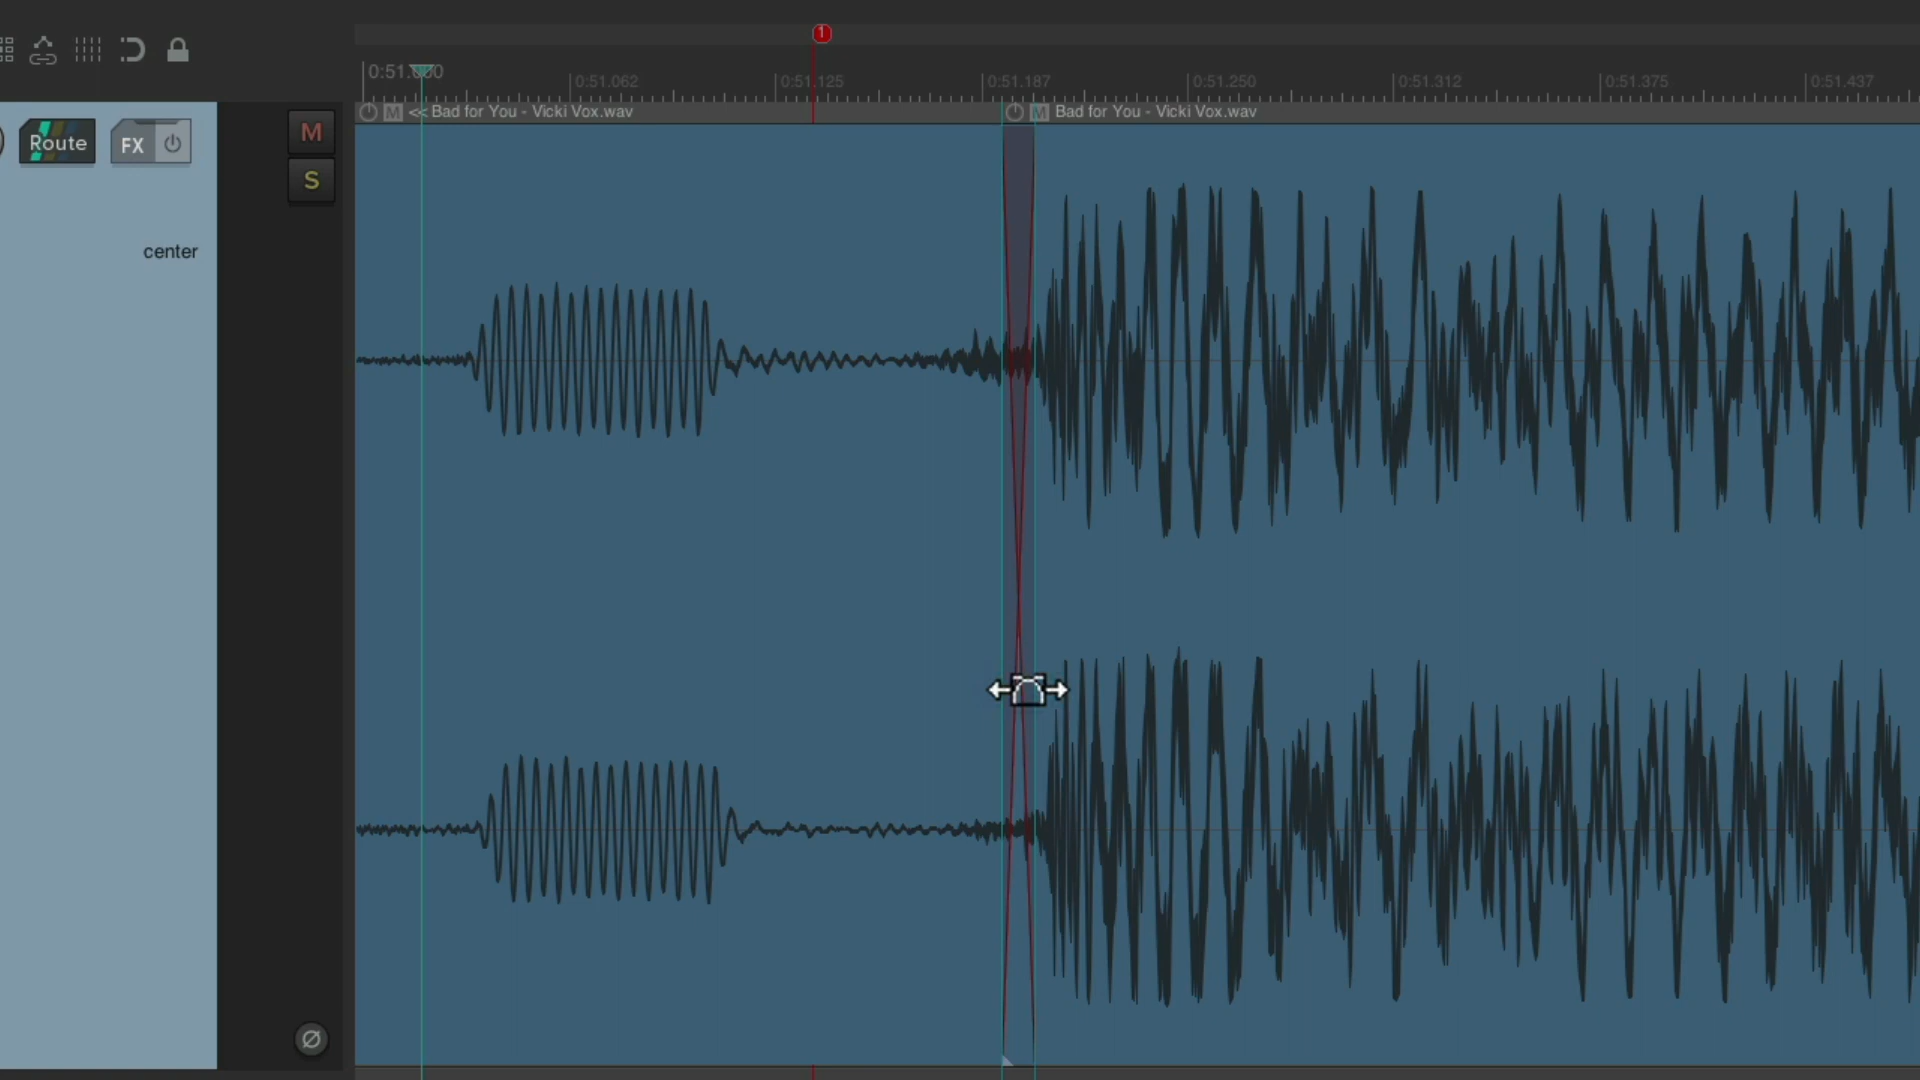 1
0:51.000
0:51.062
0:51.125
0:51.187
0:51.250
0:51.312
0:51.375
0:51.437
M << Bad for You - Vicki Vox.wav
M Bad for You - Vicki Vox.wav
Route
FX
M
S
center